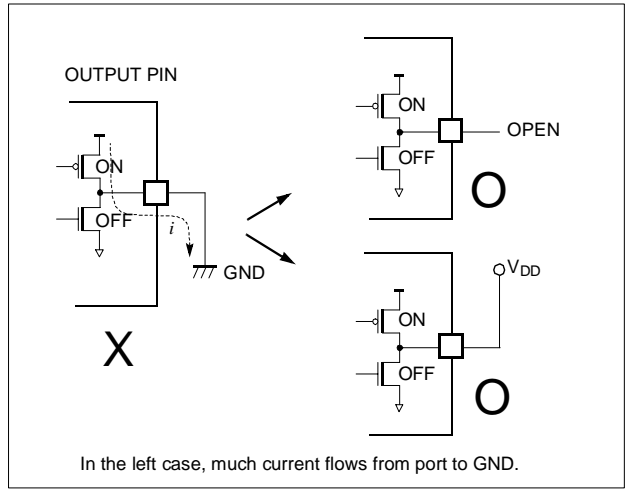 OUTPUT PIN
ON
OFF
i
GND
X
ON
OFF
OPEN
O
ON
OFF
VDD
O
In the left case, much current flows from port to GND.